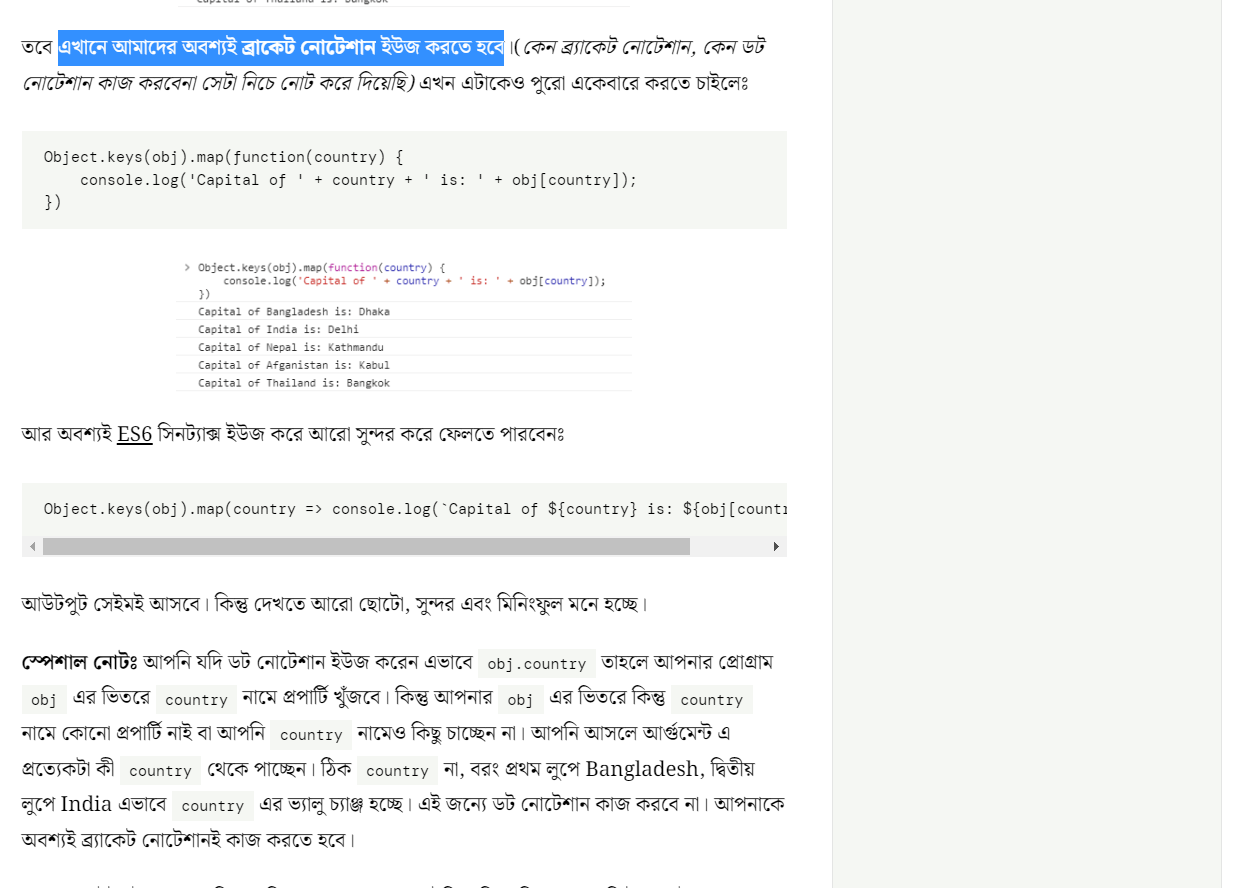 তবে এখানে আমাদের অবশ্যই ব্রাকেট নোটেশান ইউজ করতে হবে।(কেন ব্র্যাকেট নোটেশান, কেন ডট
নোটেশান কাজ করবেনা সেটা নিচে নোট করে দিয়েছি) এখন এটাকেও পুরো একেবারে করতে চাইলেঃ
Object.keys(obj).map(function(country) {
    console.log('Capital of ' + country + ' is: ' + obj[country]);
})
> Object.keys(obj).map(function(country) {
    console.log('Capital of ' + country + ' is: ' + obj[country]);
})
Capital of Bangladesh is: Dhaka
Capital of India is: Delhi
Capital of Nepal is: Kathmandu
Capital of Afganistan is: Kabul
Capital of Thailand is: Bangkok
আর অবশ্যই ES6 সিনট্যাক্স ইউজ করে আরো সুন্দর করে ফেলতে পারবেনঃ
Object.keys(obj).map(country => console.log(`Capital of ${country} is: ${obj[countr
আউটপুট সেইমই আসবে। কিন্তু দেখতে আরো ছোটো, সুন্দর এবং মিনিংফুল মনে হচ্ছে।
স্পেশাল নোটঃ আপনি যদি ডট নোটেশান ইউজ করেন এভাবে obj.country তাহলে আপনার প্রোগ্রাম
obj এর ভিতরে country নামে প্রপার্টি খুঁজবে। কিন্তু আপনার obj এর ভিতরে কিন্তু country
নামে কোনো প্রপার্টি নাই বা আপনি country নামেও কিছু চাচ্ছেন না। আপনি আসলে আর্গুমেন্ট এ
প্রত্যেকটা কী country থেকে পাচ্ছেন। ঠিক country না, বরং প্রথম লুপে Bangladesh, দ্বিতীয়
লুপে India এভাবে country এর ভ্যালু চ্যাঞ্জ হচ্ছে। এই জন্যে ডট নোটেশান কাজ করবে না। আপনাকে
অবশ্যই ব্র্যাকেট নোটেশানই কাজ করতে হবে।